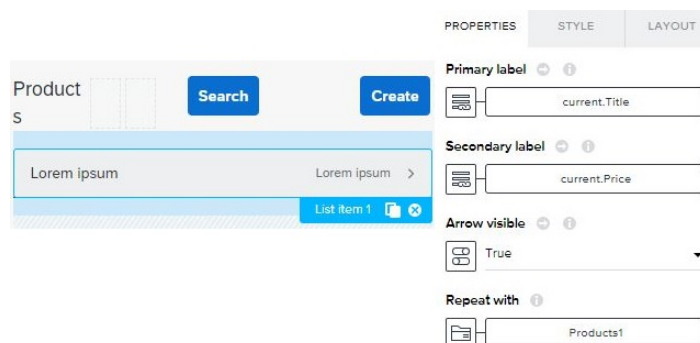 PROPERTIES STYLE LAYOUT
Product
s
Search
Create
Lorem ipsum
Lorem ipsum
List item 1
Primary label
current.Title
Secondary label
current.Price
Arrow visible
True
Repeat with
Products1